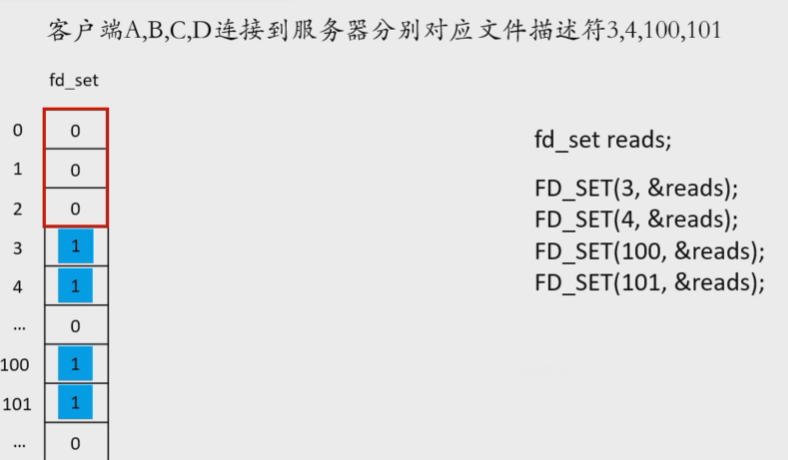 客户端A,B,C,D连接到服务器分别对应文件描述符3,4,100,101
fd_set
0 0
1 0
2 0
3 1
4 1
... 0
100 1
101 1
... 0
fd_set reads;
FD_SET(3, &reads);
FD_SET(4, &reads);
FD_SET(100, &reads);
FD_SET(101, &reads);